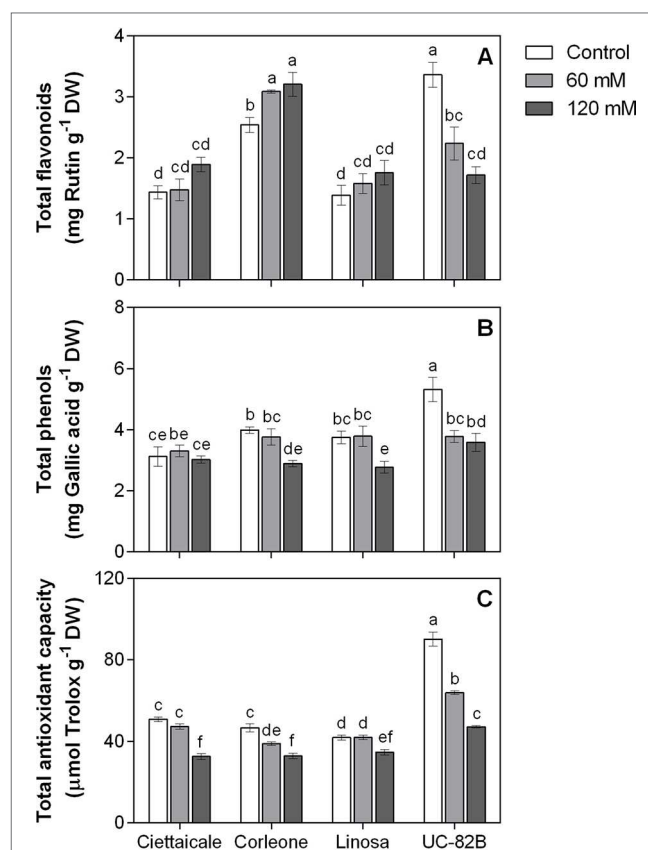 A
Control
60 mM
120 mM
Total flavonoids
(mg Rutin g⁻¹ DW)
4
3
2
1
0
d cd cd b a a d cd cd a bc cd
B
Total phenols
(mg Gallic acid g⁻¹ DW)
8
6
4
2
0
ce be ce b bc de bc bc e a bc bd
C
Total antioxidant capacity
(μmol Trolox g⁻¹ DW)
120
80
40
0
c c f c de f d d ef a b c
Ciettaicale Corleone Linosa UC-82B